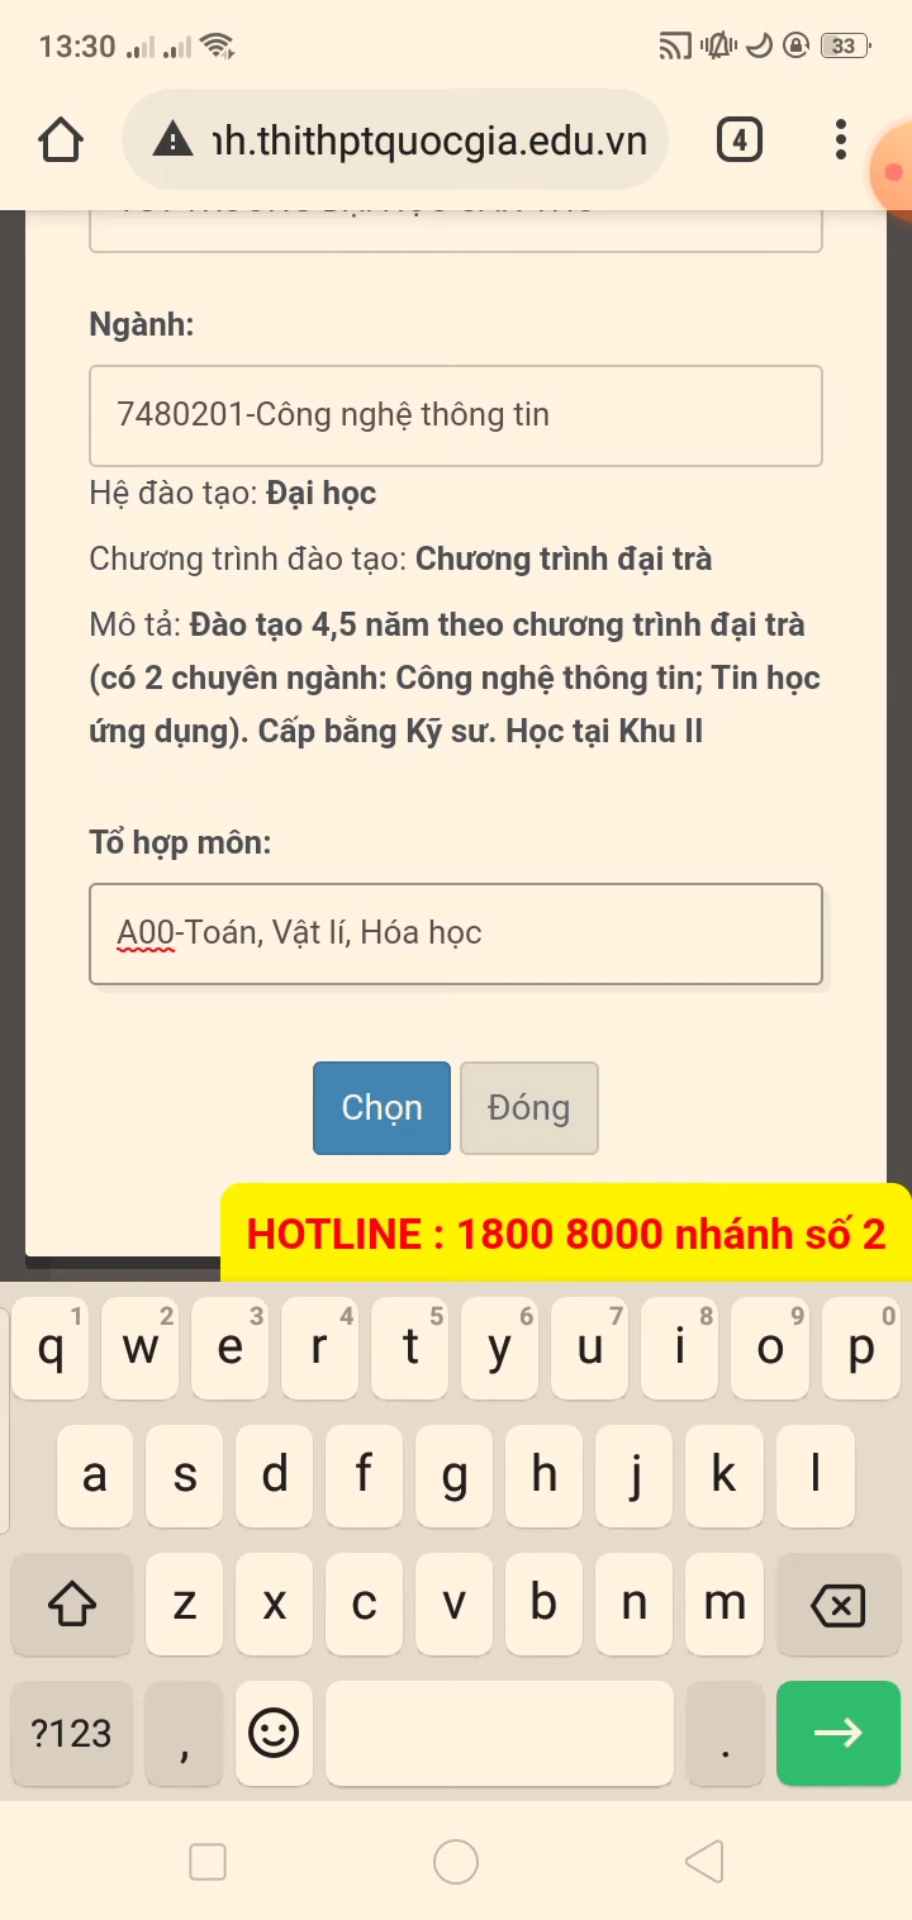 13:30
33
ıh.thithptquocgia.edu.vn
4
Ngành:
7480201-Công nghệ thông tin
Hệ đào tạo: Đại học
Chương trình đào tạo: Chương trình đại trà
Mô tả: Đào tạo 4,5 năm theo chương trình đại trà
(có 2 chuyên ngành: Công nghệ thông tin; Tin học
ứng dụng). Cấp bằng Kỹ sư. Học tại Khu II
Tổ hợp môn:
A00-Toán, Vật lí, Hóa học
Chọn
Đóng
HOTLINE : 1800 8000 nhánh số 2
1 2 3 4 5 6 7 8 9 0
q w e r t y u i o p
a s d f g h j k l
z x c v b n m
?123 , .